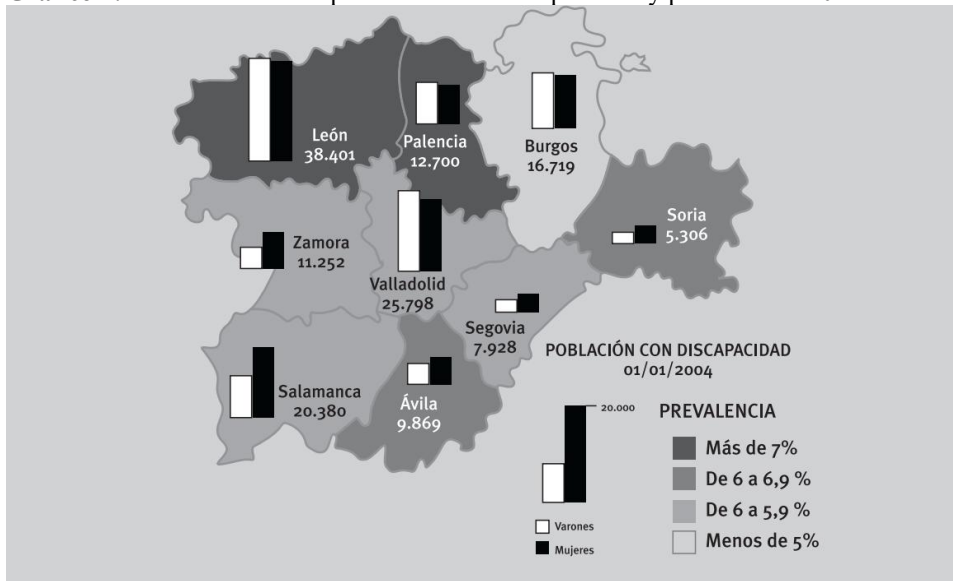 León
38.401
Palencia
12.700
Burgos
16.719
Soria
5.306
Zamora
11.252
Valladolid
25.798
Segovia
7.928
Salamanca
20.380
Ávila
9.869
POBLACIÓN CON DISCAPACIDAD
01/01/2004
20.000
Varones
Mujeres
PREVALENCIA
Más de 7%
De 6 a 6,9 %
De 6 a 5,9 %
Menos de 5%